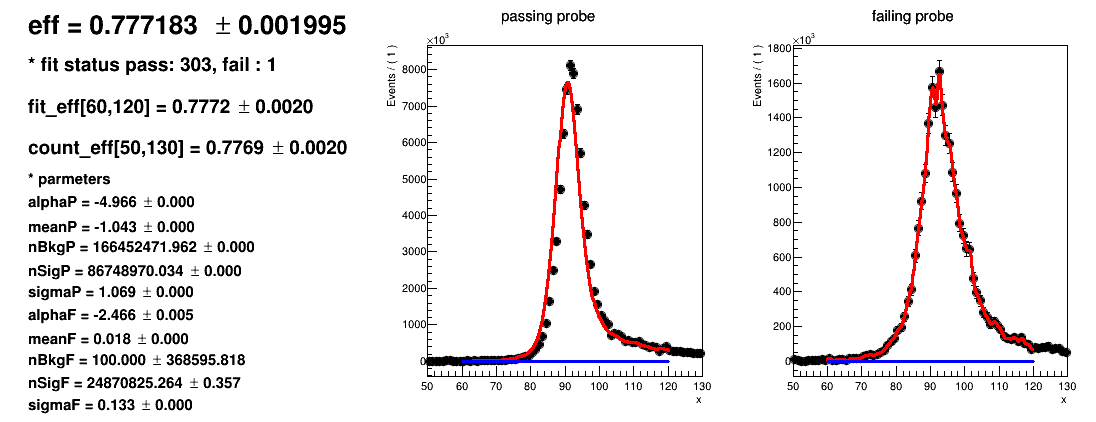 eff = 0.777183 ± 0.001995
* fit status pass: 303, fail : 1
fit_eff[60,120] = 0.7772 ± 0.0020
count_eff[50,130] = 0.7769 ± 0.0020
* parmeters
alphaP = -4.966 ± 0.000
meanP = -1.043 ± 0.000
nBkgP = 166452471.962 ± 0.000
nSigP = 86748970.034 ± 0.000
sigmaP = 1.069 ± 0.000
alphaF = -2.466 ± 0.005
meanF = 0.018 ± 0.000
nBkgF = 100.000 ± 368595.818
nSigF = 24870825.264 ± 0.357
sigmaF = 0.133 ± 0.000
passing probe
×10³
Events / ( 1 )
8000
7000
6000
5000
4000
3000
2000
1000
0
50 60 70 80 90 100 110 120 130
x
failing probe
×10³
Events / ( 1 )
1800
1600
1400
1200
1000
800
600
400
200
0
50 60 70 80 90 100 110 120 130
x